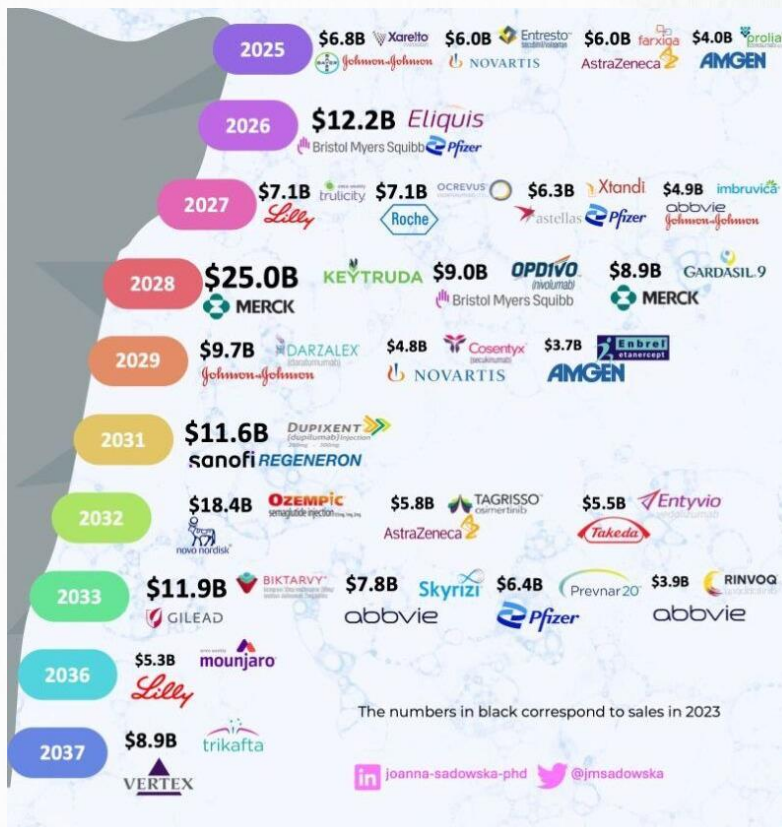 2025 $6.8B Xarelto $6.0B Entresto $6.0B farxiga $4.0B prolia
BAYER Johnson & Johnson NOVARTIS AstraZeneca AMGEN
2026 $12.2B Eliquis
Bristol Myers Squibb Pfizer
2027 $7.1B trulicity $7.1B OCREVUS $6.3B Xtandi $4.9B imbruvica
Lilly Roche astellas Pfizer abbvie Johnson & Johnson
2028 $25.0B KEYTRUDA $9.0B OPDIVO (nivolumab) $8.9B GARDASIL 9
MERCK Bristol Myers Squibb MERCK
2029 $9.7B DARZALEX (daratumumab) $4.8B Cosentyx (secukinumab) $3.7B Enbrel etanercept
Johnson & Johnson NOVARTIS AMGEN
2031 $11.6B DUPIXENT (dupilumab) injection
sanofi REGENERON
2032 $18.4B OZEMPIC semaglutide injection $5.8B TAGRISSO osimertinib $5.5B Entyvio vedolizumab
novo nordisk AstraZeneca Takeda
2033 $11.9B BIKTARVY $7.8B Skyrizi $6.4B Prevnar 20 $3.9B RINVOQ upadacitinib
GILEAD abbvie Pfizer abbvie
2036 $5.3B mounjaro
Lilly
The numbers in black correspond to sales in 2023
2037 $8.9B trikafta
VERTEX
in joanna-sadowska-phd @jmsadowska